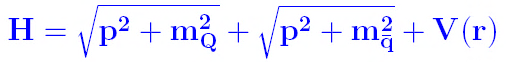 H = √(p² + m_Q²) + √(p² + m_q̄²) + V(r)